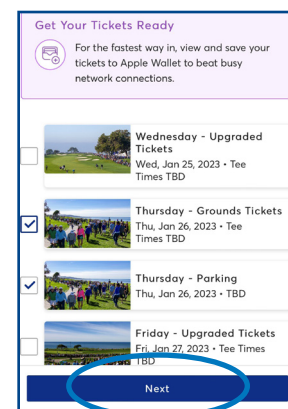 Get Your Tickets Ready
For the fastest way in, view and save your
tickets to Apple Wallet to beat busy
network connections.
Wednesday - Upgraded
Tickets
Wed, Jan 25, 2023 • Tee
Times TBD
Thursday - Grounds Tickets
Thu, Jan 26, 2023 • Tee
Times TBD
Thursday - Parking
Thu, Jan 26, 2023 • TBD
Friday - Upgraded Tickets
Fri, Jan 27, 2023 • Tee Times
TBD
Next